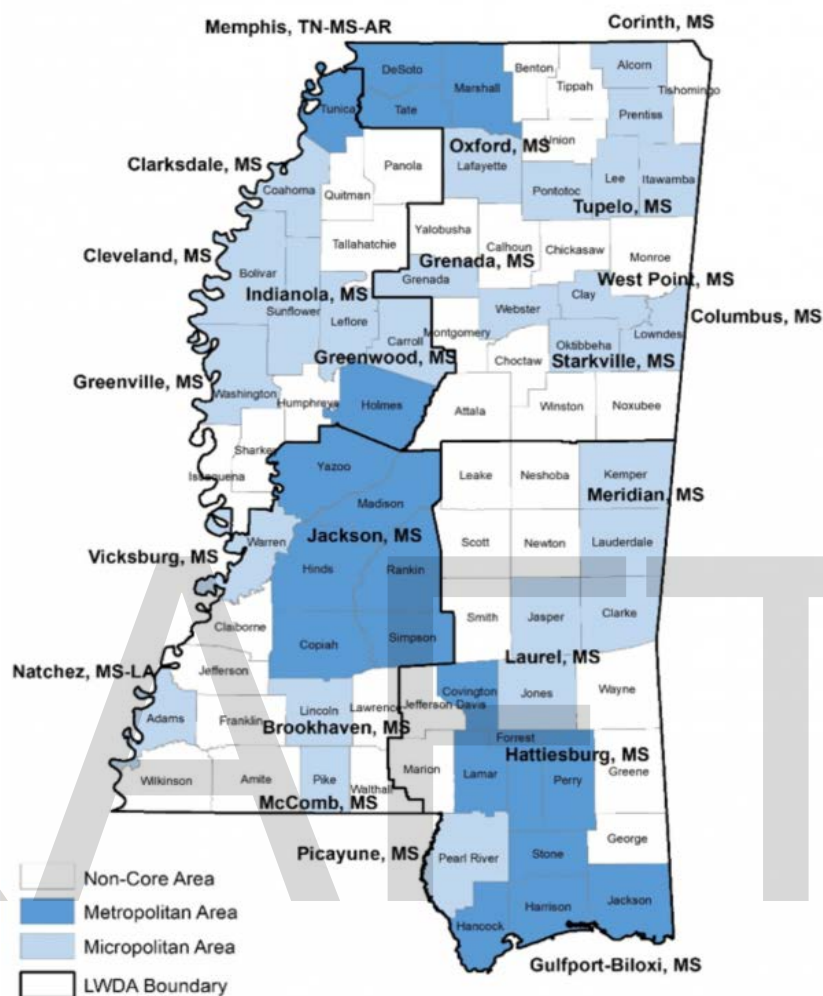 Memphis, TN-MS-AR
Corinth, MS
DeSoto
Benton
Alcorn
Marshall
Tippah
Tishomingo
Tunica
Tate
Prentiss
Union
Oxford, MS
Clarksdale, MS
Panola
Lafayette
Coahoma
Quitman
Pontotoc
Lee
Itawamba
Tupelo, MS
Yalobusha
Tallahatchie
Calhoun
Chickasaw
Monroe
Cleveland, MS
Grenada, MS
Bolivar
Grenada
West Point, MS
Indianola, MS
Clay
Webster
Sunflower
Leflore
Columbus, MS
Montgomery
Lowndes
Carroll
Oktibbeha
Greenwood, MS
Choctaw
Starkville, MS
Greenville, MS
Washington
Humphreys
Holmes
Attala
Winston
Noxubee
Sharkey
Yazoo
Issaquena
Leake
Neshoba
Kemper
Madison
Meridian, MS
Jackson, MS
Warren
Scott
Newton
Lauderdale
Vicksburg, MS
Hinds
Rankin
Claiborne
Smith
Jasper
Clarke
Copiah
Simpson
Laurel, MS
Natchez, MS-LA
Jefferson
Covington
Jones
Wayne
Adams
Franklin
Lincoln
Lawrence
Jefferson Davis
Brookhaven, MS
Forrest
Hattiesburg, MS
Wilkinson
Amite
Pike
Walthall
Marion
Lamar
Perry
Greene
McComb, MS
George
Picayune, MS
Pearl River
Stone
Jackson
Harrison
Hancock
Gulfport-Biloxi, MS
Non-Core Area
Metropolitan Area
Micropolitan Area
LWDA Boundary